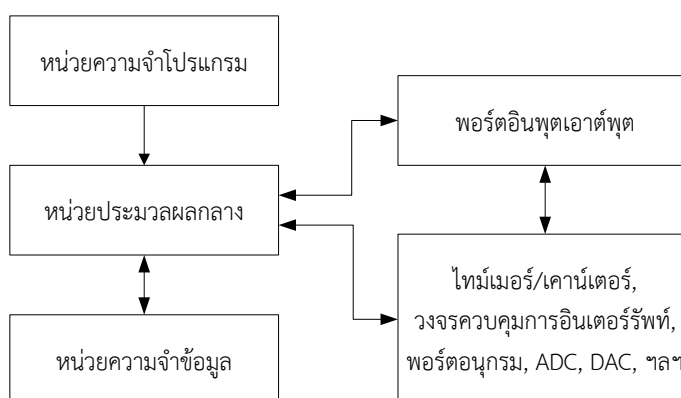 หน่วยความจำโปรแกรม
พอร์ตอินพุตเอาต์พุต
หน่วยประมวลผลกลาง
ไทม์เมอร์/เคาน์เตอร์,
วงจรควบคุมการอินเตอร์รัพท์,
พอร์ตอนุกรม, ADC, DAC, ฯลฯ
หน่วยความจำข้อมูล